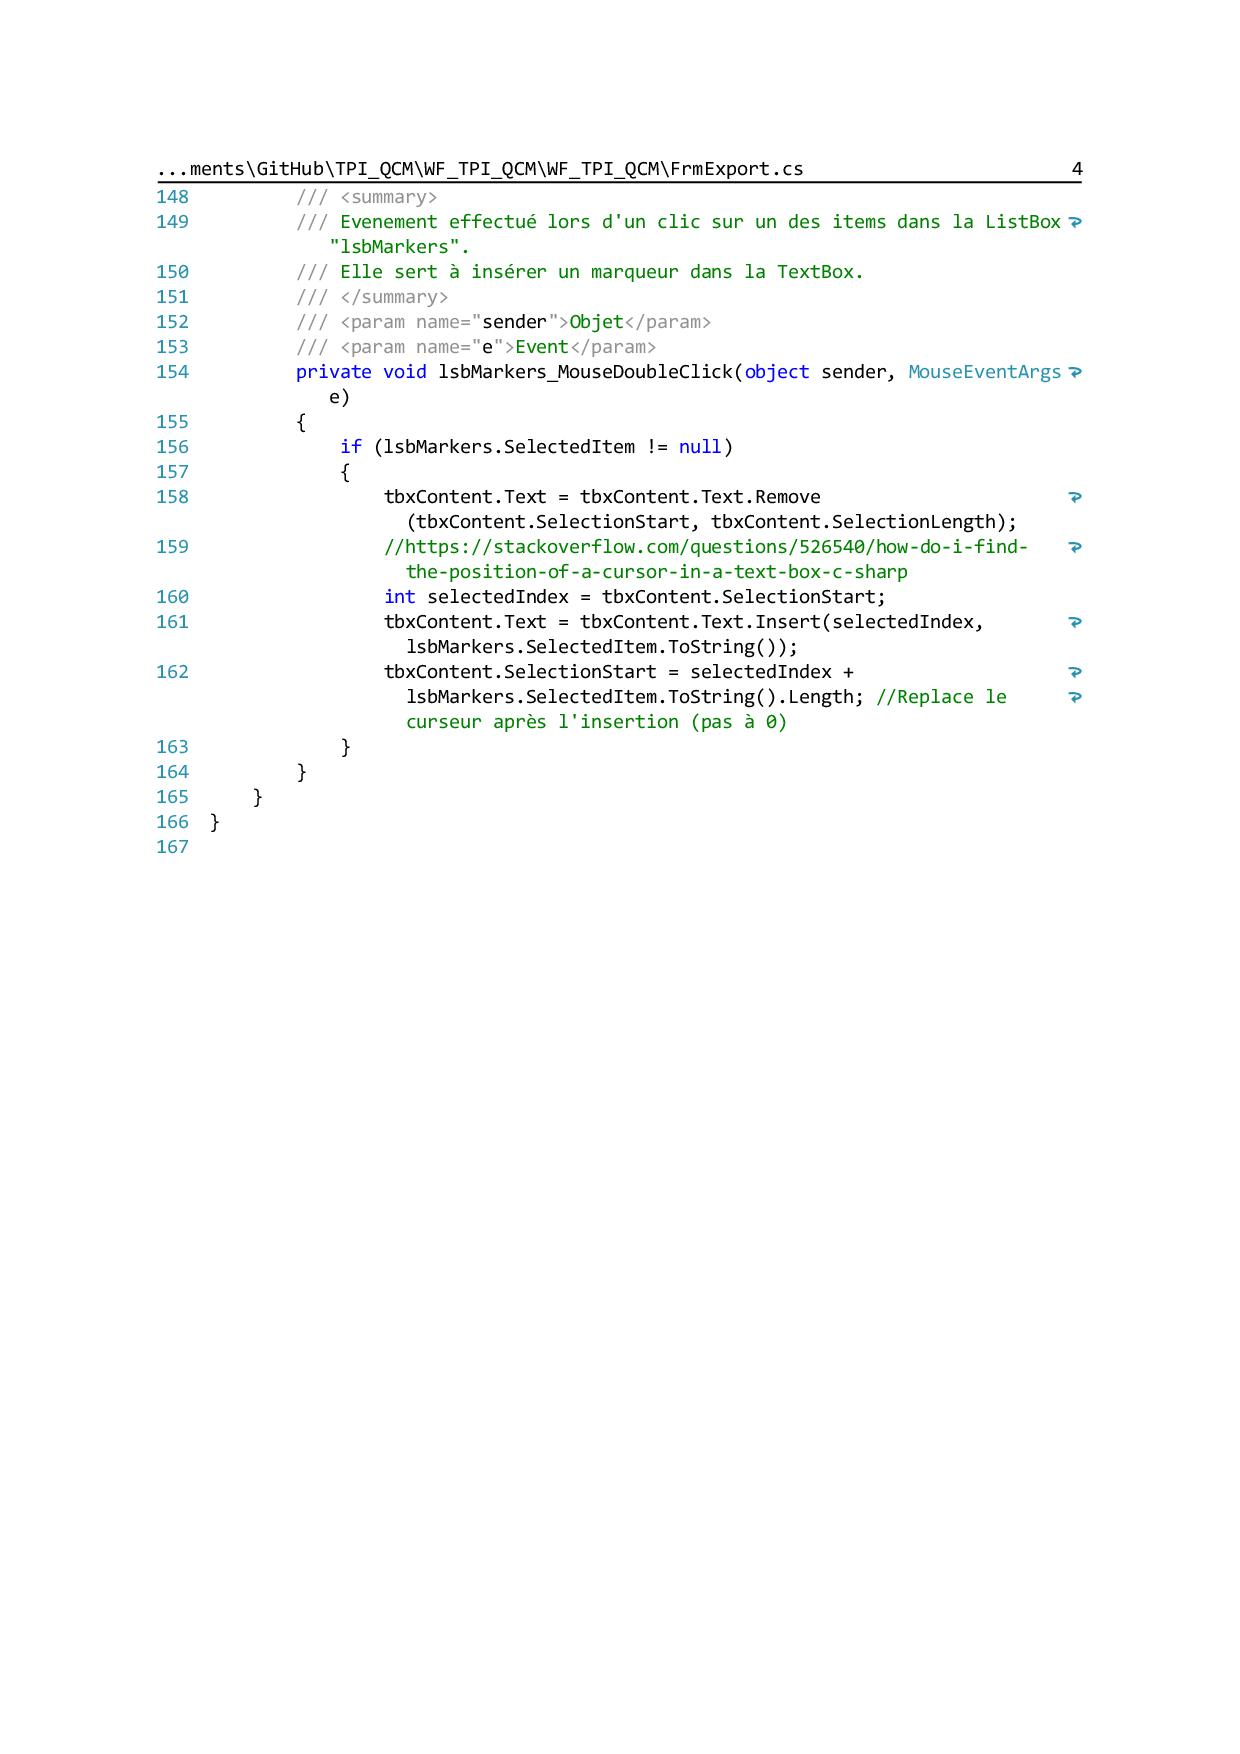 ...ments\GitHub\TPI_QCM\WF_TPI_QCM\WF_TPI_QCM\FrmExport.cs 4
148 /// <summary>
149 /// Evenement effectué lors d'un clic sur un des items dans la ListBox
"lsbMarkers".
150 /// Elle sert à insérer un marqueur dans la TextBox.
151 /// </summary>
152 /// <param name="sender">Objet</param>
153 /// <param name="e">Event</param>
154 private void lsbMarkers_MouseDoubleClick(object sender, MouseEventArgs
e)
155 {
156 if (lsbMarkers.SelectedItem != null)
157 {
158 tbxContent.Text = tbxContent.Text.Remove
(tbxContent.SelectionStart, tbxContent.SelectionLength);
159 //https://stackoverflow.com/questions/526540/how-do-i-find-
the-position-of-a-cursor-in-a-text-box-c-sharp
160 int selectedIndex = tbxContent.SelectionStart;
161 tbxContent.Text = tbxContent.Text.Insert(selectedIndex,
lsbMarkers.SelectedItem.ToString());
162 tbxContent.SelectionStart = selectedIndex +
lsbMarkers.SelectedItem.ToString().Length; //Replace le
curseur après l'insertion (pas à 0)
163 }
164 }
165 }
166 }
167